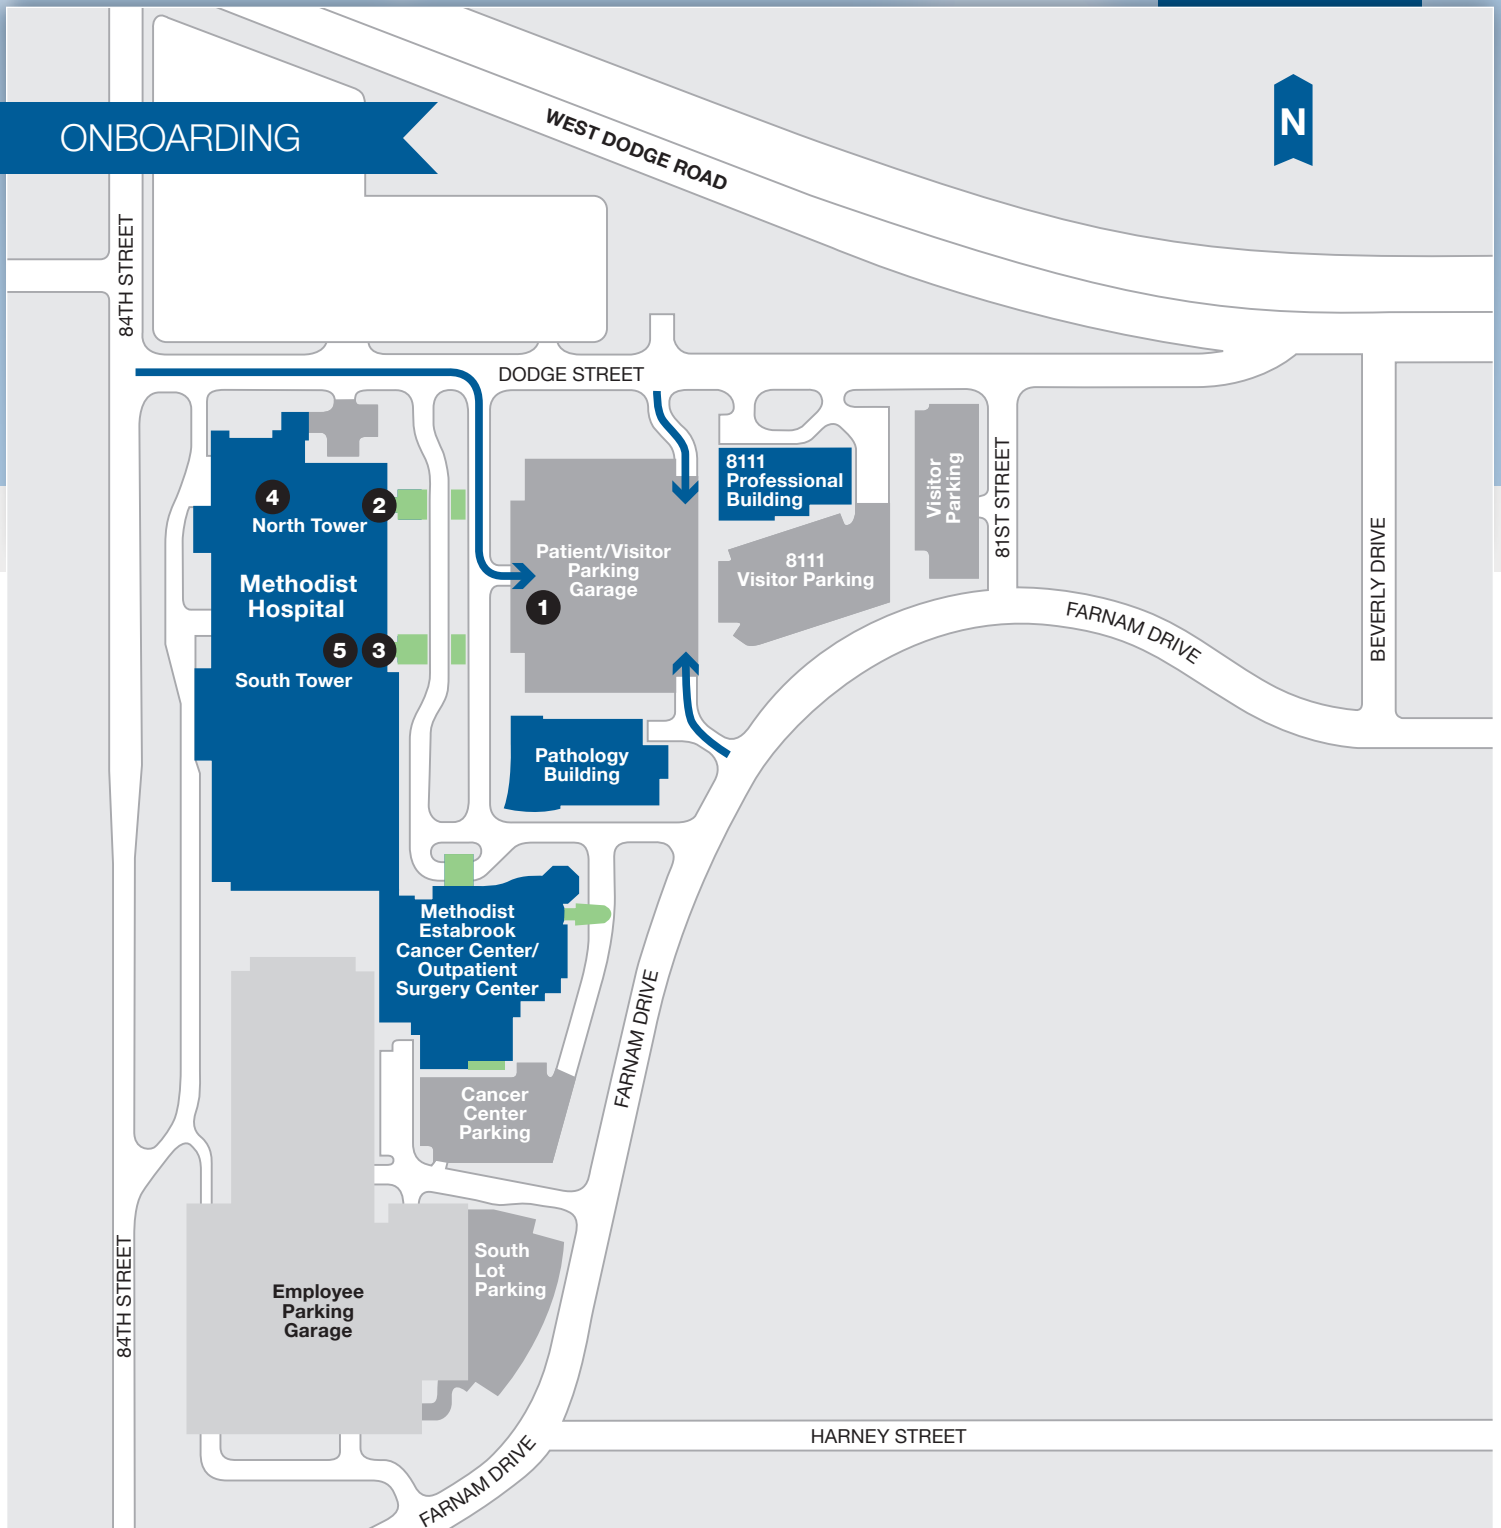 ONBOARDING
N
WEST DODGE ROAD
84TH STREET
DODGE STREET
4
2
North Tower
Methodist
Hospital
5
3
South Tower
Patient/Visitor
Parking
Garage
1
8111
Professional
Building
8111
Visitor Parking
Visitor
Parking
81ST STREET
FARNAM DRIVE
BEVERLY DRIVE
Pathology
Building
Methodist
Estabrook
Cancer Center/
Outpatient
Surgery Center
FARNAM DRIVE
Cancer
Center
Parking
South
Lot
Parking
Employee
Parking
Garage
84TH STREET
HARNEY STREET
FARNAM DRIVE